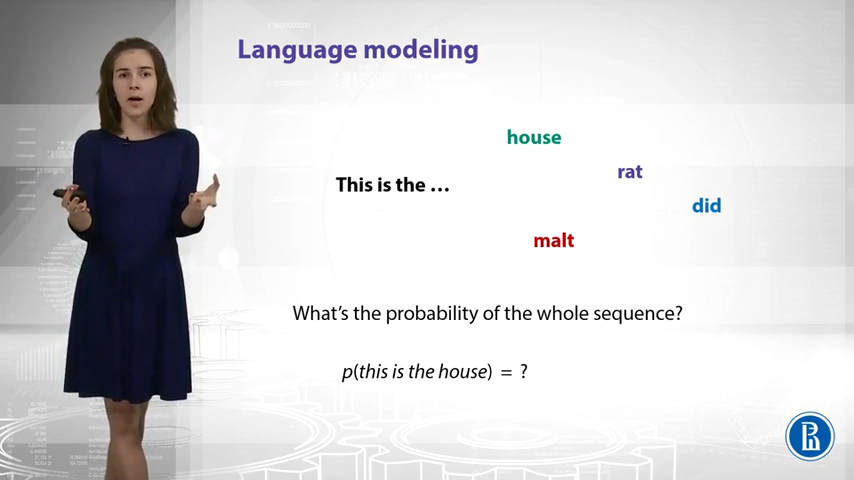 Language modeling
house
rat
This is the …
did
malt
What's the probability of the whole sequence?
p(this is the house) = ?